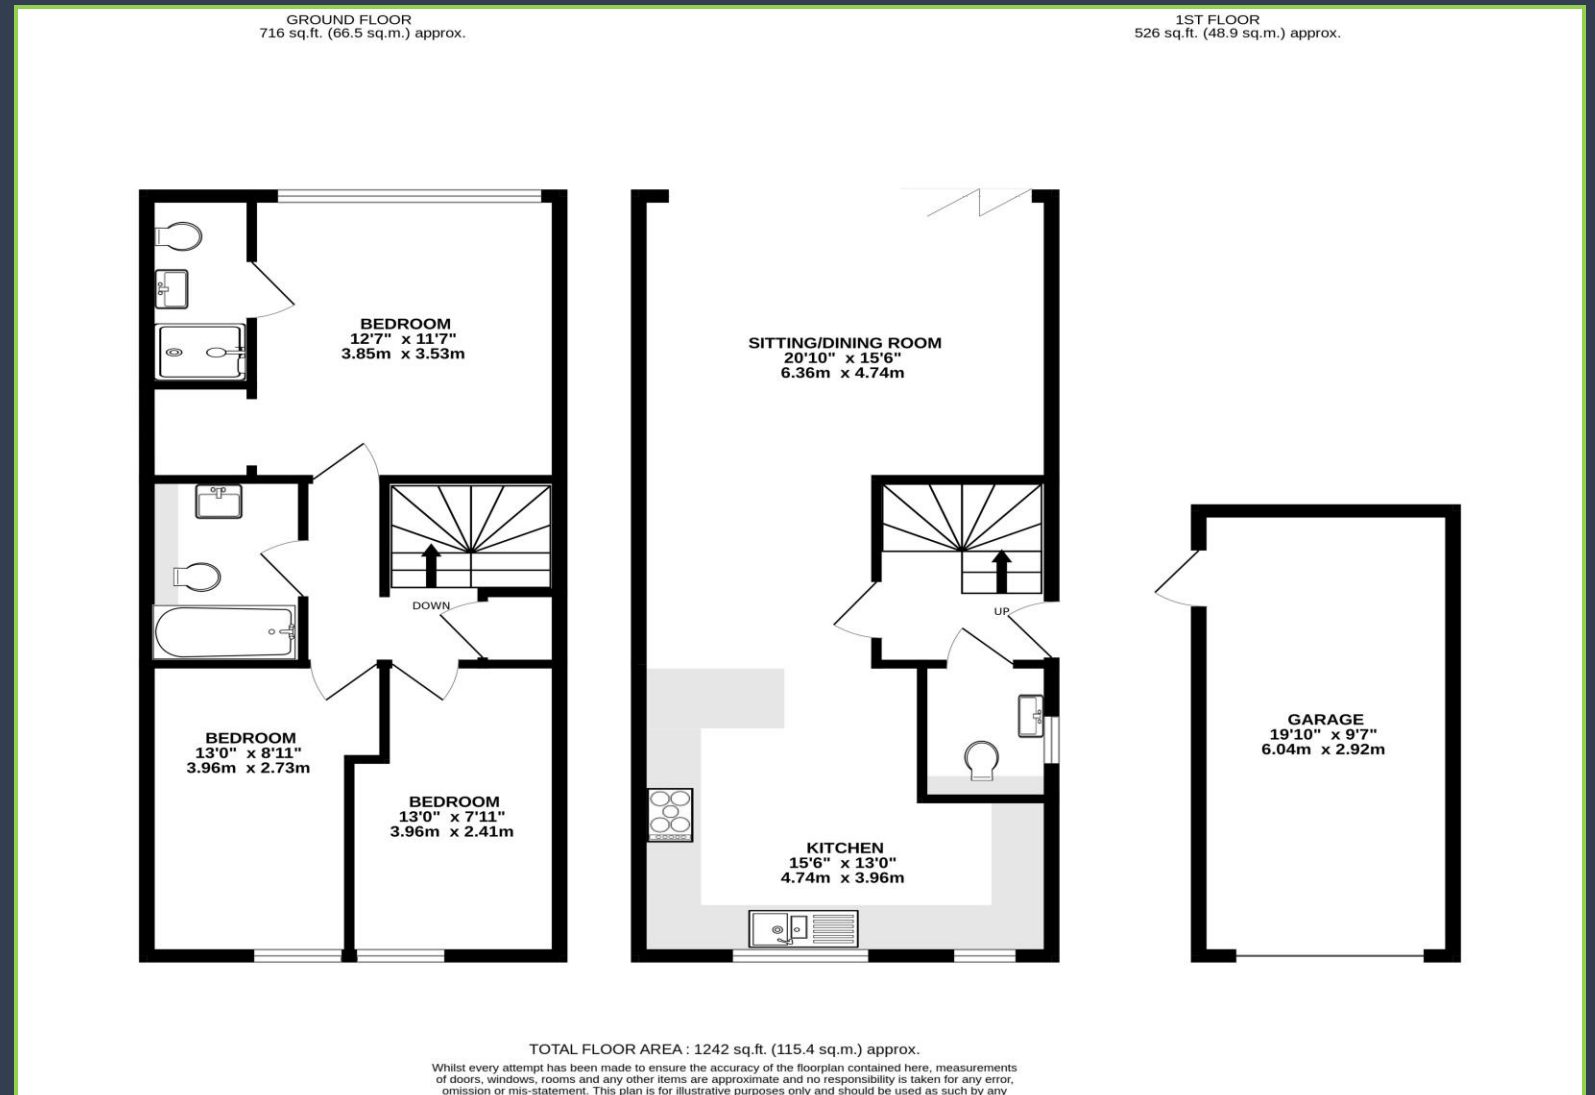 GROUND FLOOR
716 sq.ft. (66.5 sq.m.) approx.
1ST FLOOR
526 sq.ft. (48.9 sq.m.) approx.
BEDROOM
12'7" x 11'7"
3.85m x 3.53m
SITTING/DINING ROOM
20'10" x 15'6"
6.36m x 4.74m
DOWN
UP
BEDROOM
13'0" x 8'11"
3.96m x 2.73m
BEDROOM
13'0" x 7'11"
3.96m x 2.41m
KITCHEN
15'6" x 13'0"
4.74m x 3.96m
GARAGE
19'10" x 9'7"
6.04m x 2.92m
TOTAL FLOOR AREA : 1242 sq.ft. (115.4 sq.m.) approx.
Whilst every attempt has been made to ensure the accuracy of the floorplan contained here, measurements
of doors, windows, rooms and any other items are approximate and no responsibility is taken for any error,
omission or mis-statement. This plan is for illustrative purposes only and should be used as such by any